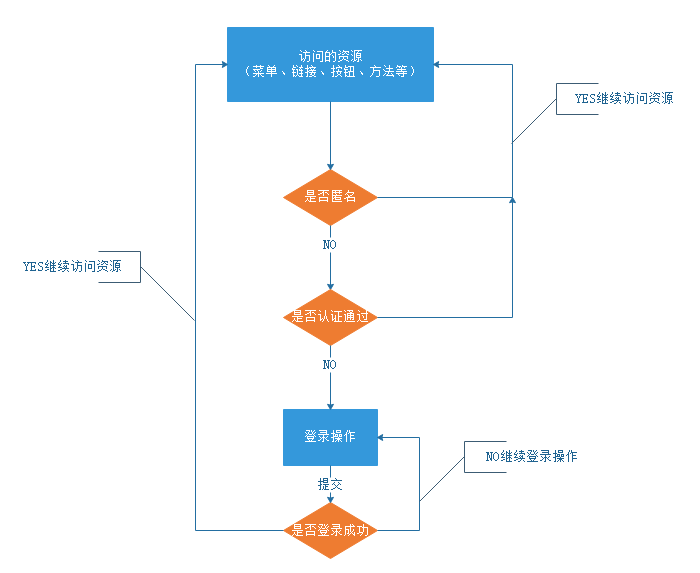 访问的资源
（菜单、链接、按钮、方法等）
YES继续访问资源
是否匿名
NO
YES继续访问资源
是否认证通过
NO
登录操作
NO继续登录操作
提交
是否登录成功